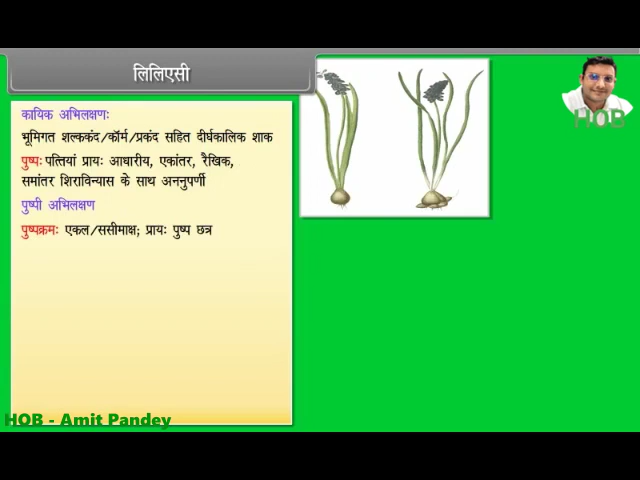 लिलिएसी
कायिक अभिलक्षणः
भूमिगत शल्ककंद/कॉर्म/प्रकंद सहित दीर्घकालिक शाक
पुष्पः पत्तियां प्रायः आधारीय, एकांतर, रैखिक,
समांतर शिराविन्यास के साथ अननुपर्णी
पुष्पी अभिलक्षण
पुष्पक्रमः एकल/ससीमाक्ष; प्रायः पुष्प छत्र
HOB
HOB - Amit Pandey